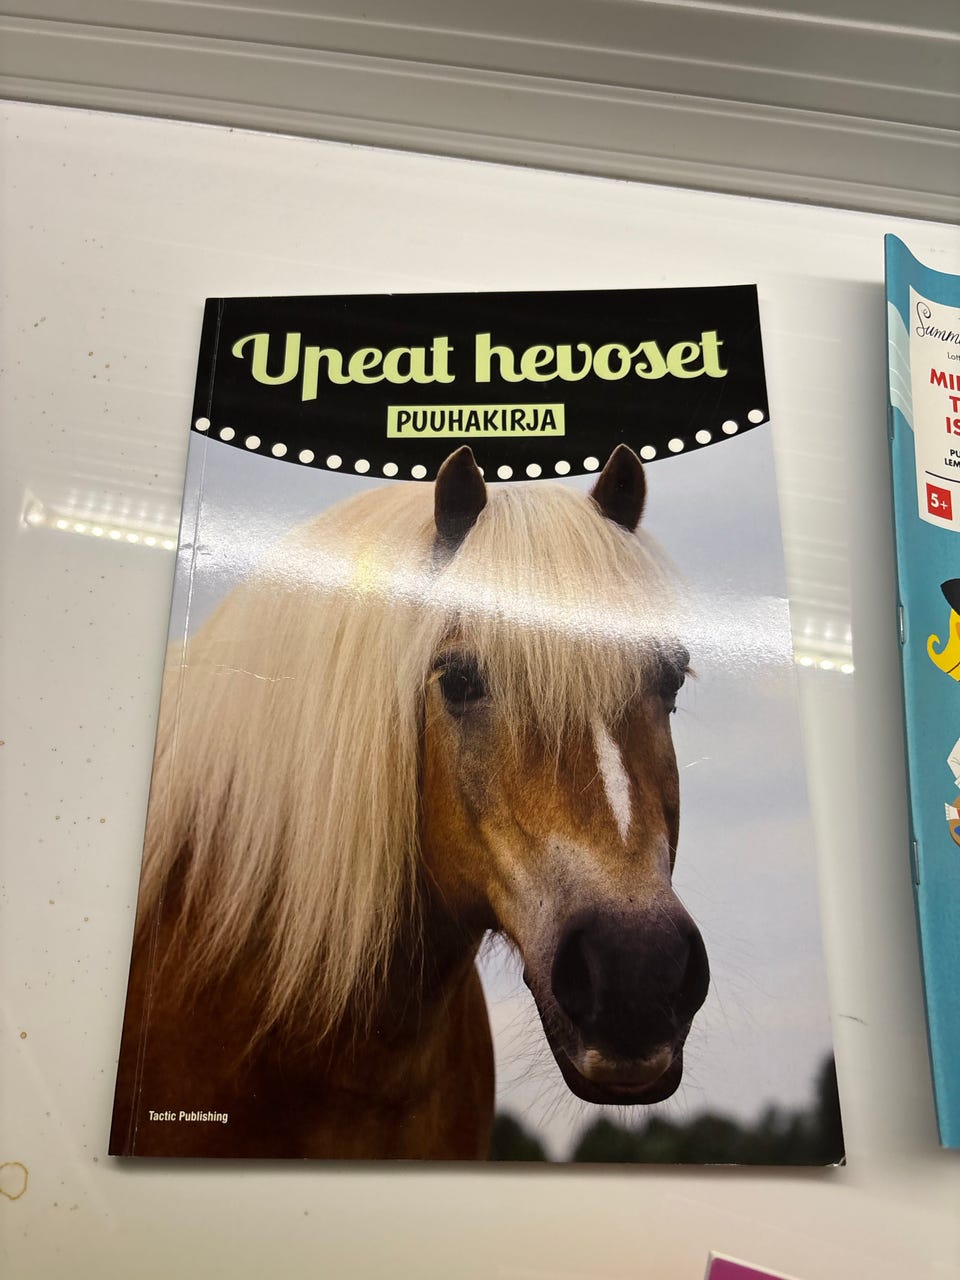 Upeat hevoset
PUUHAKIRJA
Tactic Publishing
5+